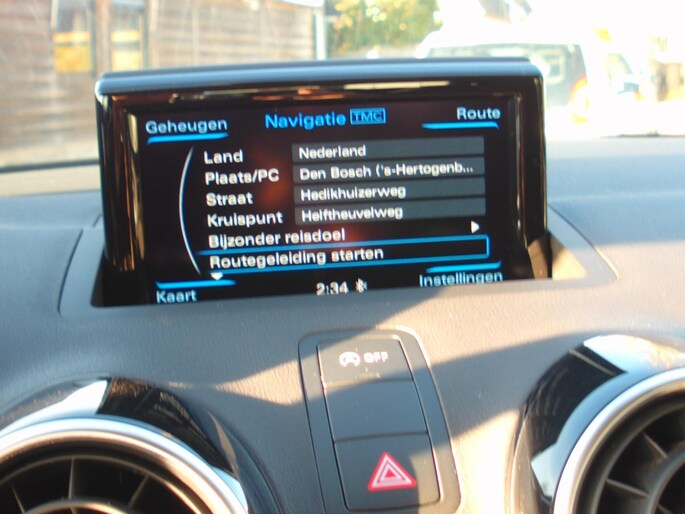 Geheugen Navigatie TMC Route
Land Nederland
Plaats/PC Den Bosch ('s-Hertogenb...
Straat Hedikhuizerweg
Kruispunt Helftheuvelweg
Bijzonder reisdoel
Routegeleiding starten
Kaart 2:34 Instellingen
OFF